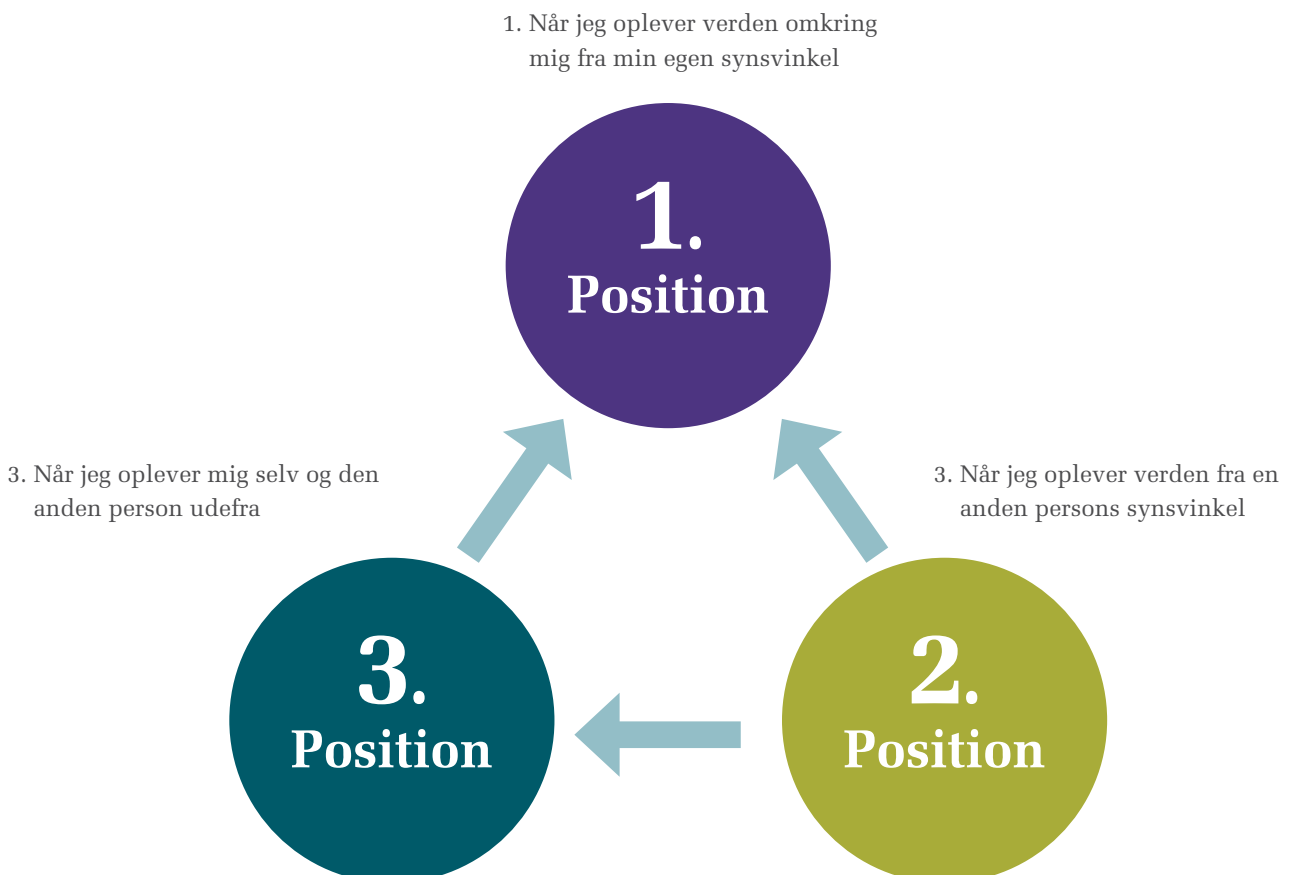 1. Når jeg oplever verden omkring
mig fra min egen synsvinkel
1.
Position
3. Når jeg oplever mig selv og den
anden person udefra
3. Når jeg oplever verden fra en
anden persons synsvinkel
3.
Position
2.
Position